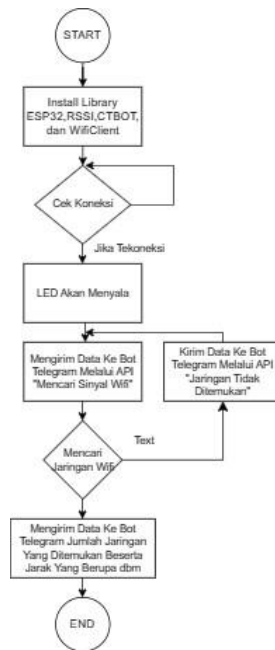 START
Install Library
ESP32,RSSI,CTBOT,
dan WifiClient
Cek Koneksi
Jika Tekoneksi
LED Akan Menyala
Mengirim Data Ke Bot
Telegram Melalui API
"Mencari Sinyal Wifi"
Kirim Data Ke Bot
Telegram Melalui API
"Jaringan Tidak
Ditemukan"
Text
Mencari
Jaringan Wifi
Mengirim Data Ke Bot
Telegram Jumlah Jaringan
Yang Ditemukan Beserta
Jarak Yang Berupa dbm
END